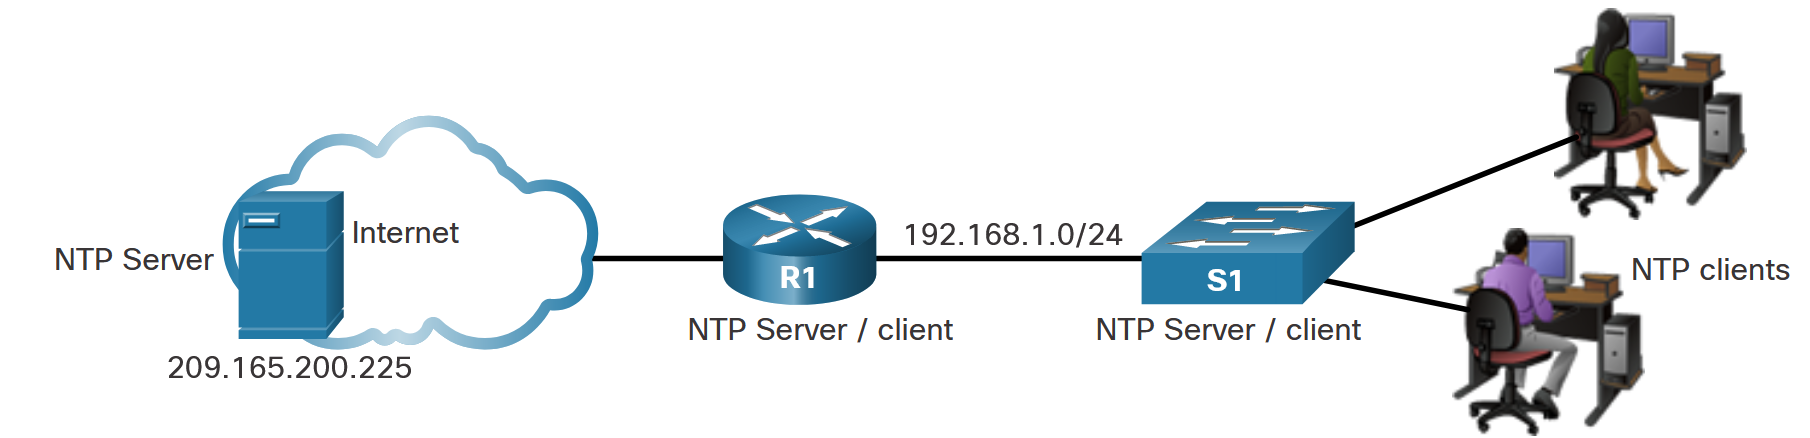 NTP Server
Internet
209.165.200.225
R1
NTP Server / client
192.168.1.0/24
S1
NTP Server / client
NTP clients